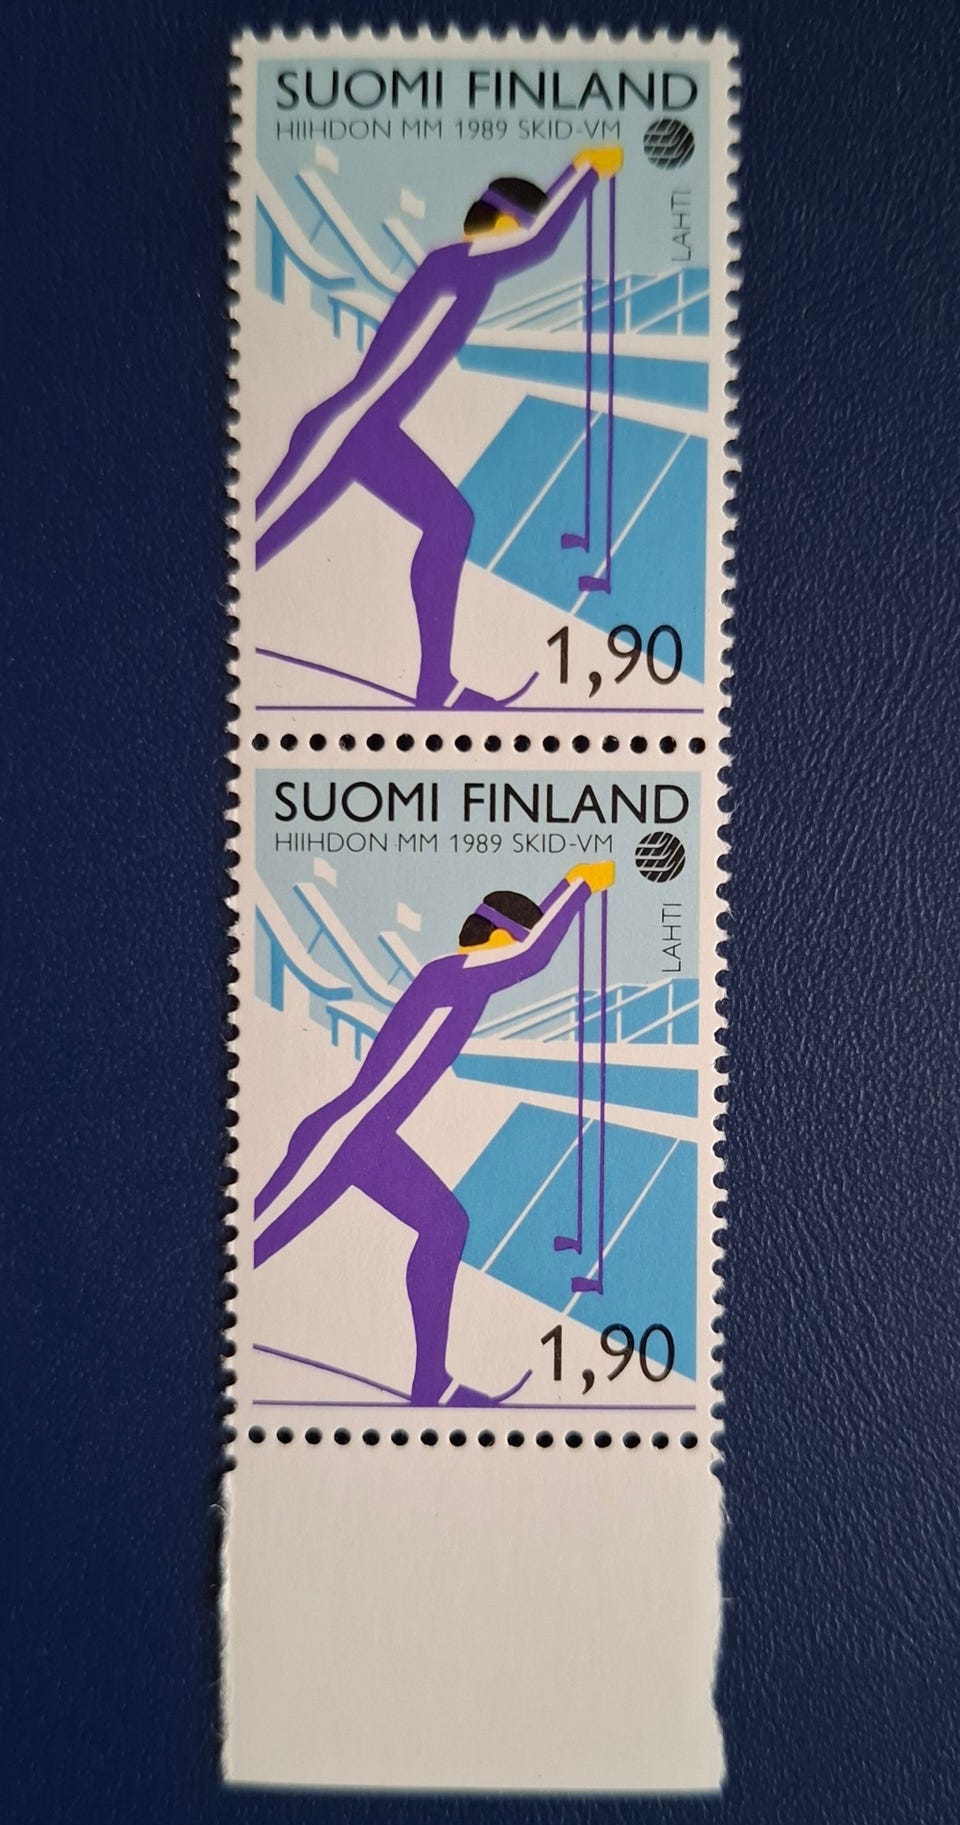 SUOMI FINLAND
HIIHDON MM 1989 SKID-VM
LAHTI
1,90
SUOMI FINLAND
HIIHDON MM 1989 SKID-VM
LAHTI
1,90